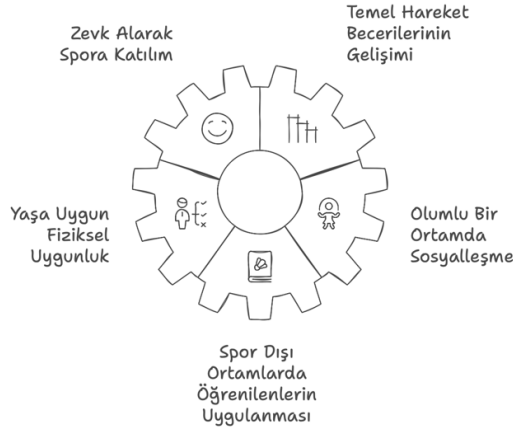 Zevk Alarak
Spora Katılım
Temel Hareket
Becerilerinin
Gelişimi
Yaşa Uygun
Fiziksel
Uygunluk
Olumlu Bir
Ortamda
Sosyalleşme
Spor Dışı
Ortamlarda
Öğrenilenlerin
Uygulanması